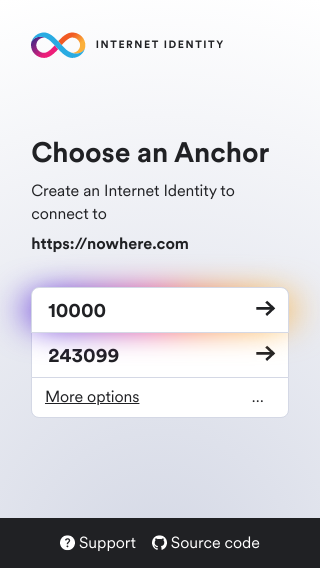 INTERNET IDENTITY
Choose an Anchor
Create an Internet Identity to
connect to
https://nowhere.com
10000
243099
More options ...
Support Source code